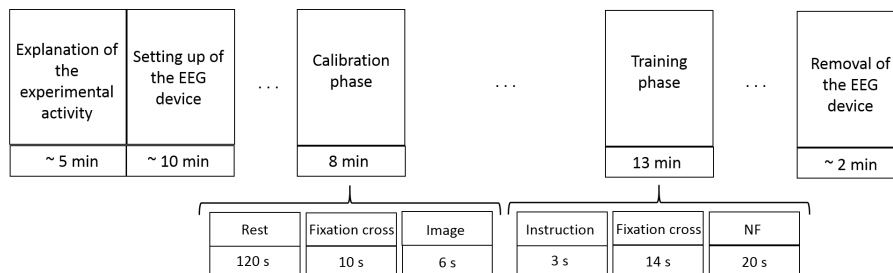 Explanation of
the
experimental
activity
~ 5 min
Setting up of
the EEG
device
~ 10 min
. . .
Calibration
phase
8 min
. . .
Training
phase
13 min
. . .
Removal of
the EEG
device
~ 2 min
Rest
120 s
Fixation cross
10 s
Image
6 s
Instruction
3 s
Fixation cross
14 s
NF
20 s